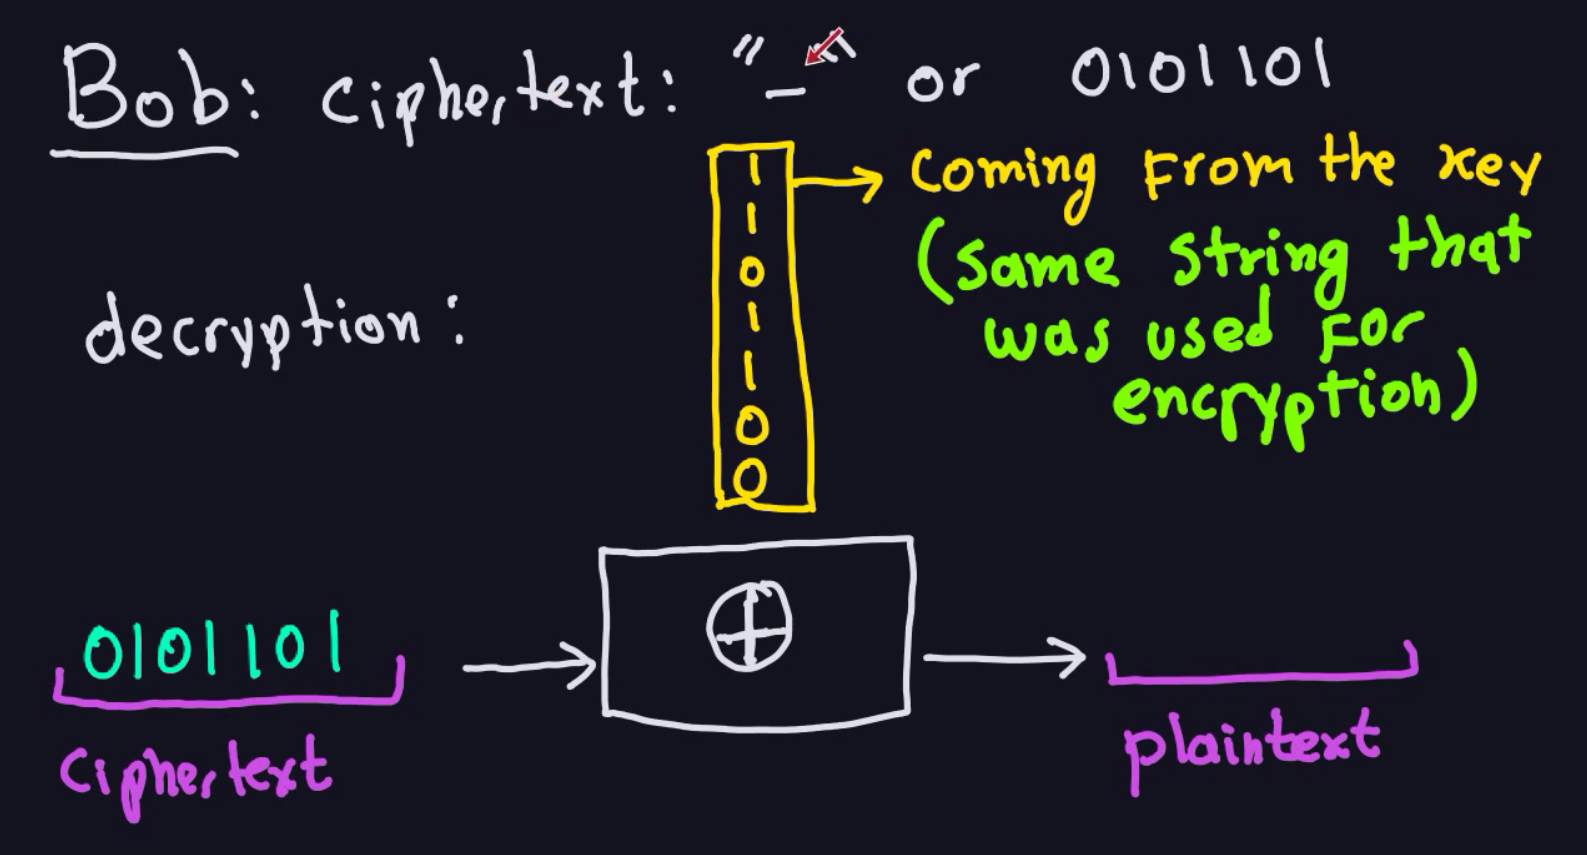 Bob: ciphertext: "-" or 0101101
1
1
0
1
1
0
0
coming from the key
(same string that
was used for
encryption)
decryption:
0101101
ciphertext
plaintext